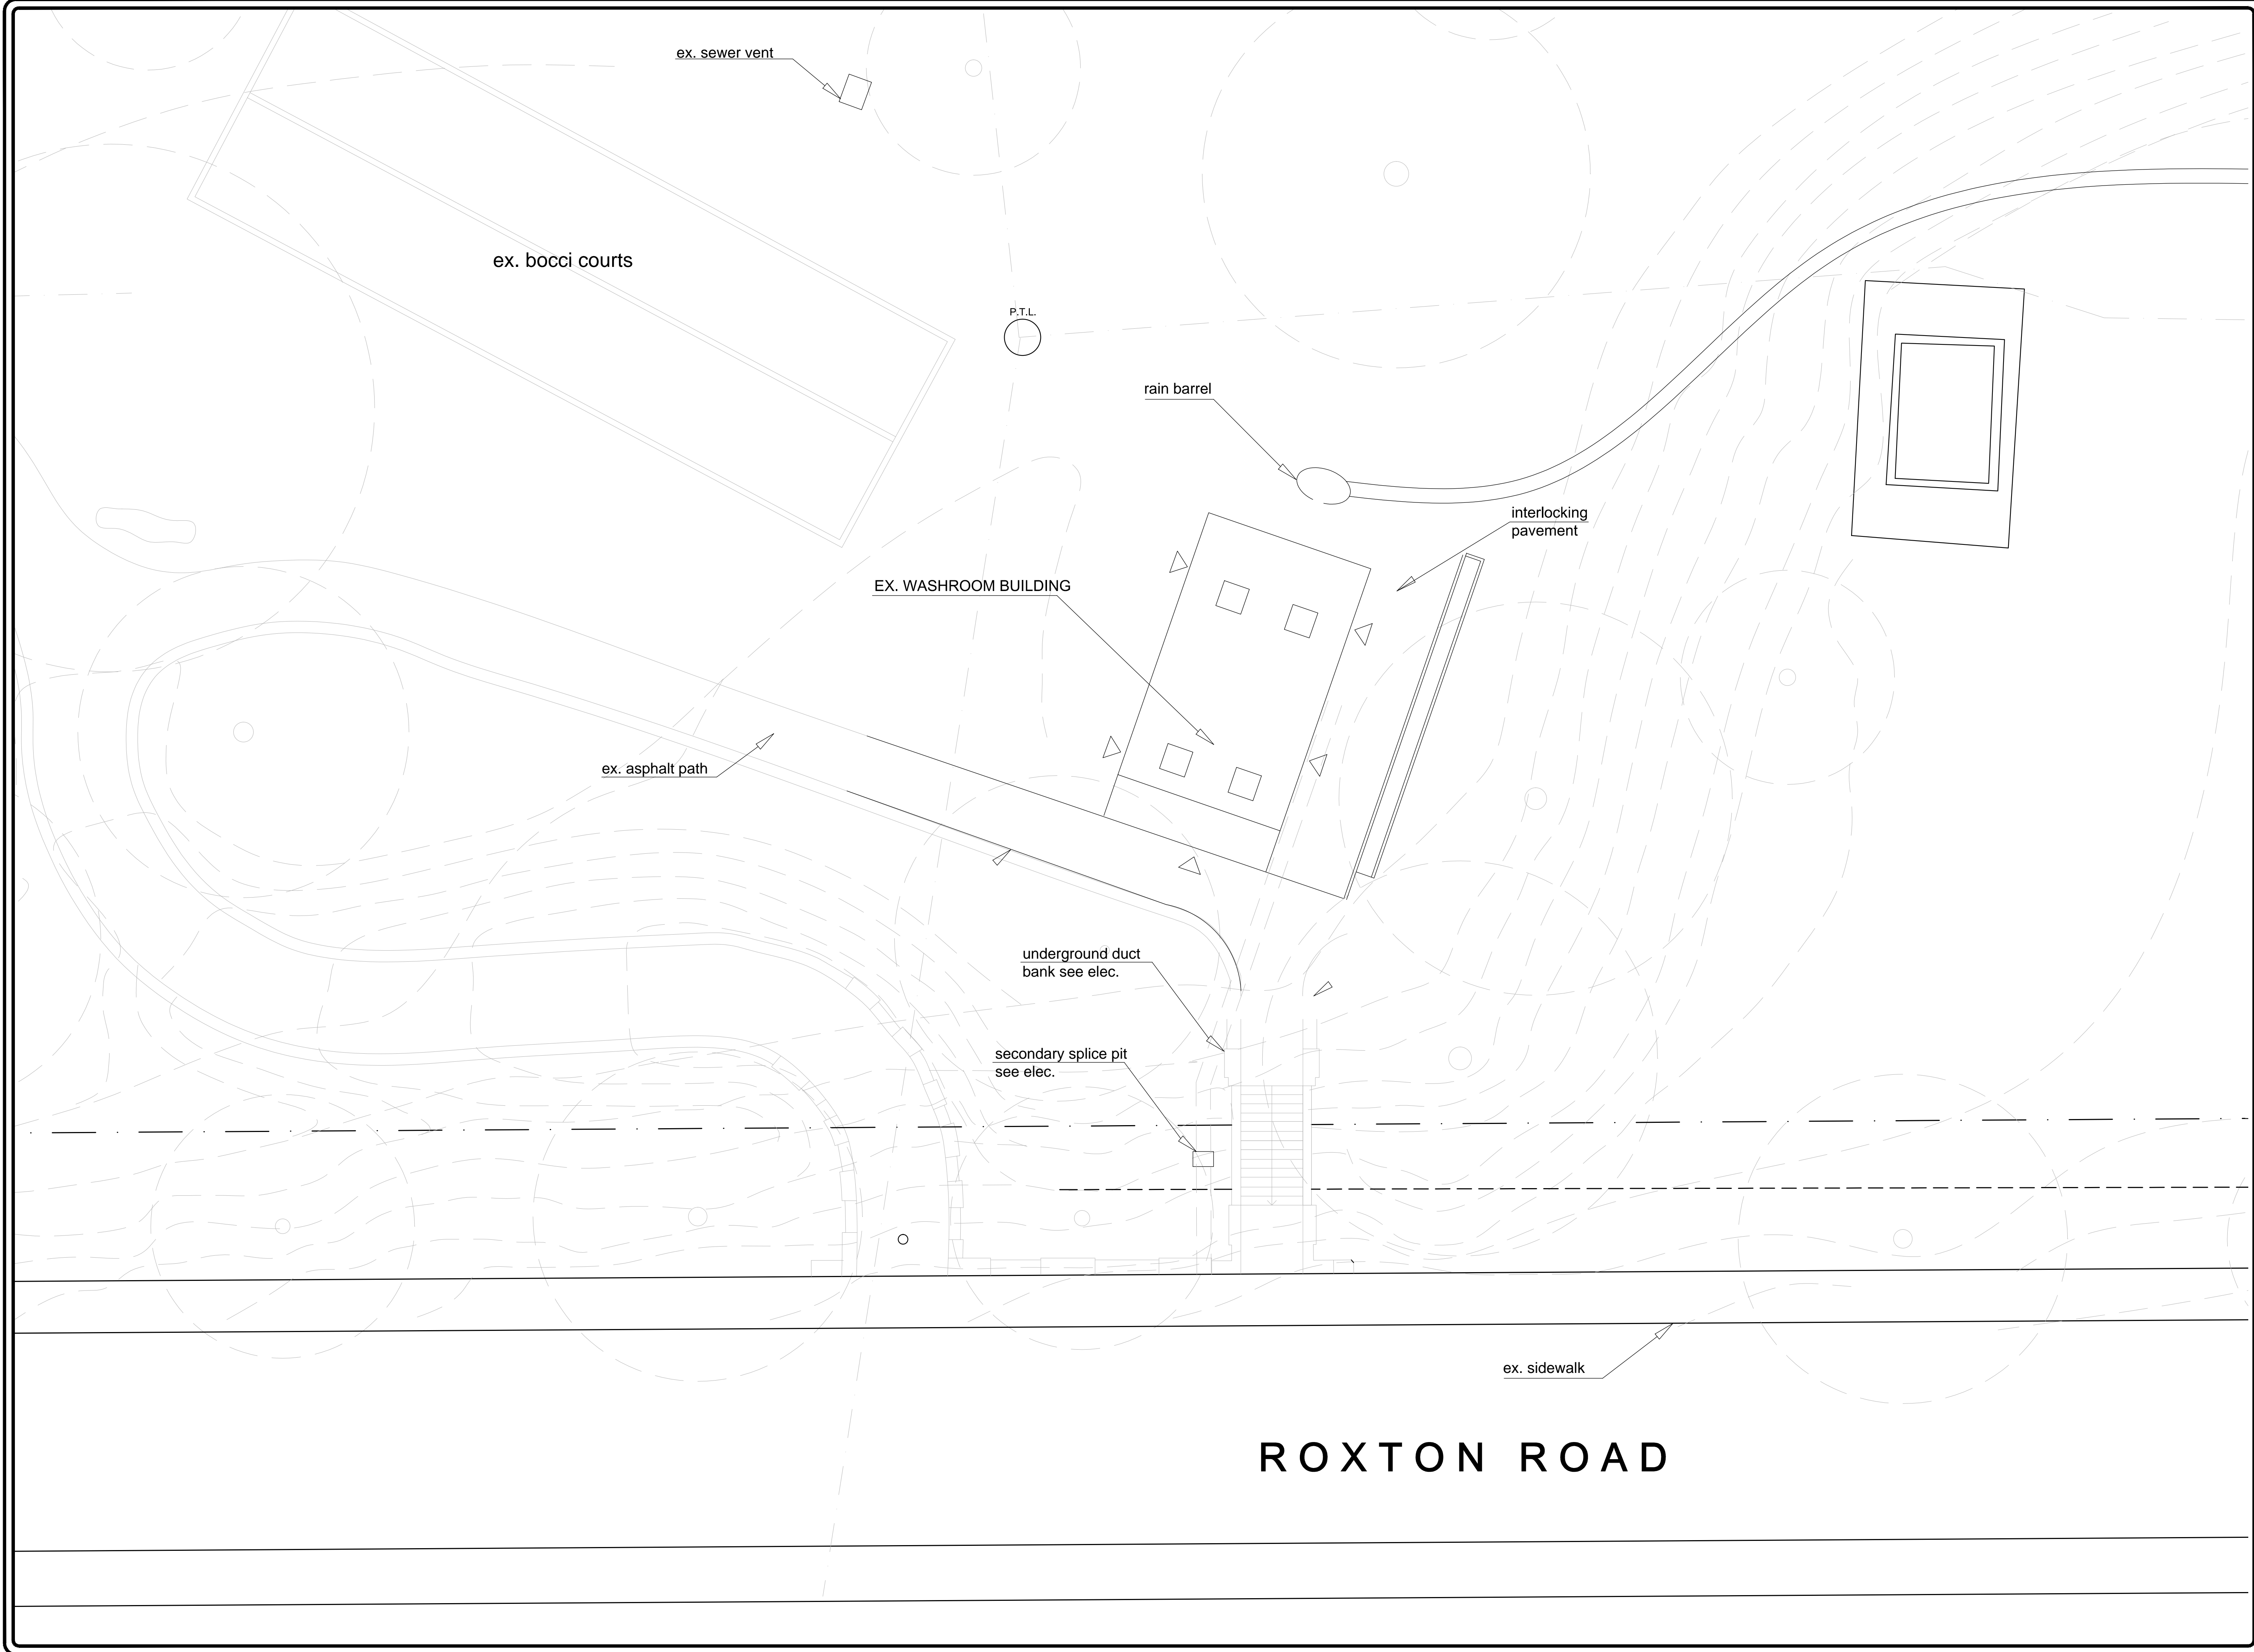 ex. sewer vent
ex. bocci courts
P.T.L.
rain barrel
interlocking
pavement
EX. WASHROOM BUILDING
ex. asphalt path
underground duct
bank see elec.
secondary splice pit
see elec.
ex. sidewalk
ROXTON ROAD